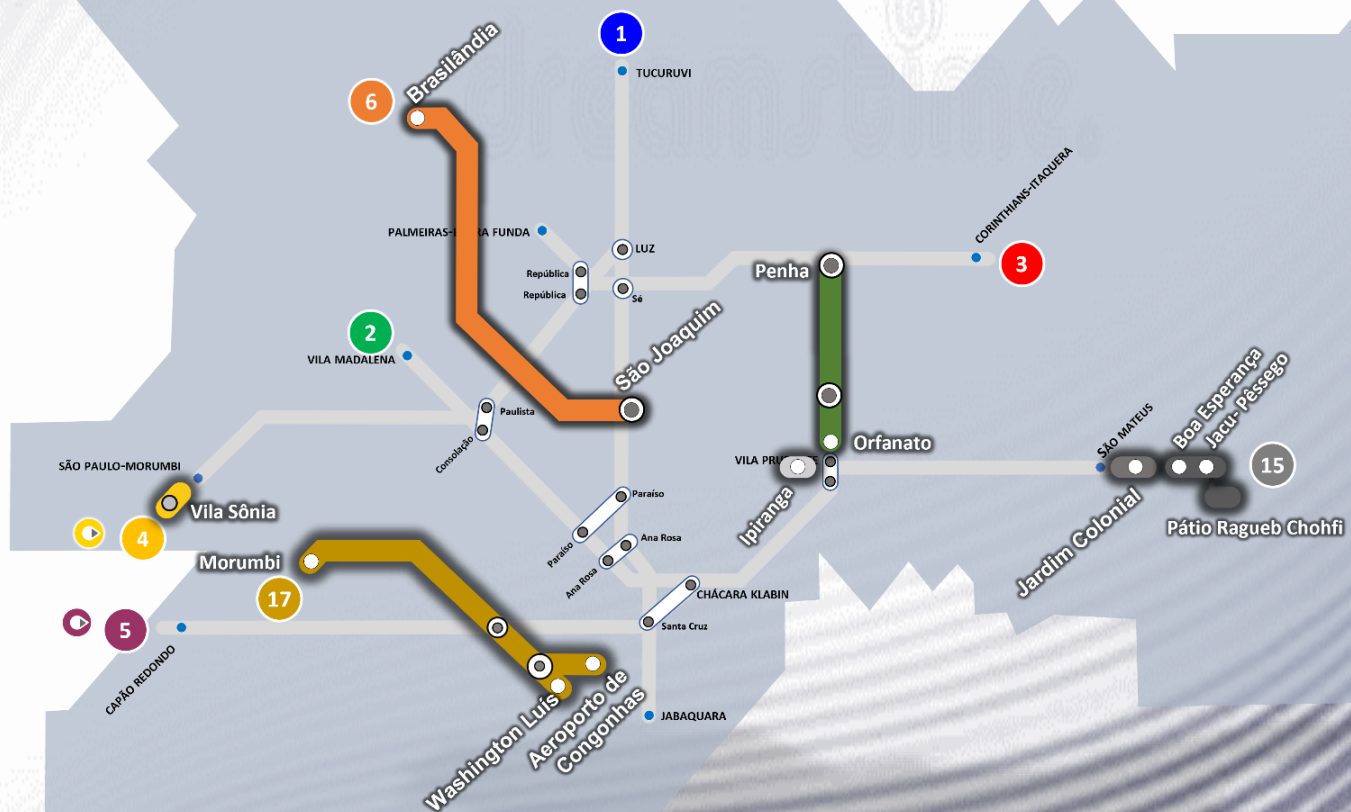 1
TUCURUVI
Brasilândia
6
CORINTHIANS-ITAQUERA
PALMEIRAS- RA FUNDA
LUZ
3
República
República
Penha
Sé
São Joaquim
2
VILA MADALENA
Paulista
Consolação
Orfanato
Boa Esperança
Jacu- Pêssego
SÃO MATEUS
15
VILA PRU TE
SÃO PAULO-MORUMBI
Vila Sônia
Paraíso
Paraíso
Ipiranga
Jardim Colonial
Pátio Ragueb Chohfi
4
Ana Rosa
Ana Rosa
Morumbi
17
CHÁCARA KLABIN
Santa Cruz
5
CAPÃO REDONDO
Washington Luís
Aeroporto de
Congonhas
JABAQUARA
dreamstime.